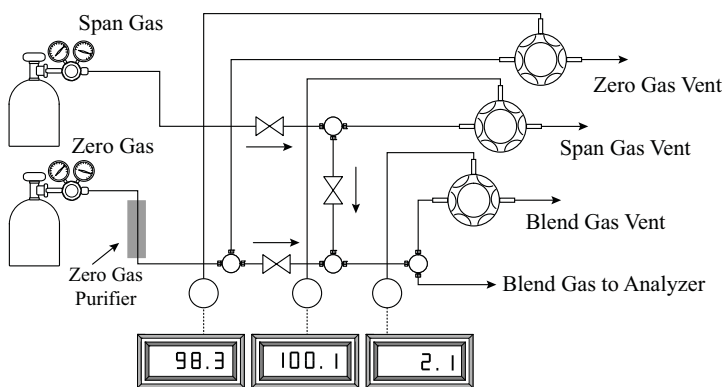 Span Gas
Zero Gas Vent
Zero Gas
Span Gas Vent
Blend Gas Vent
Zero Gas
Purifier
Blend Gas to Analyzer
98.3
100.1
2.1